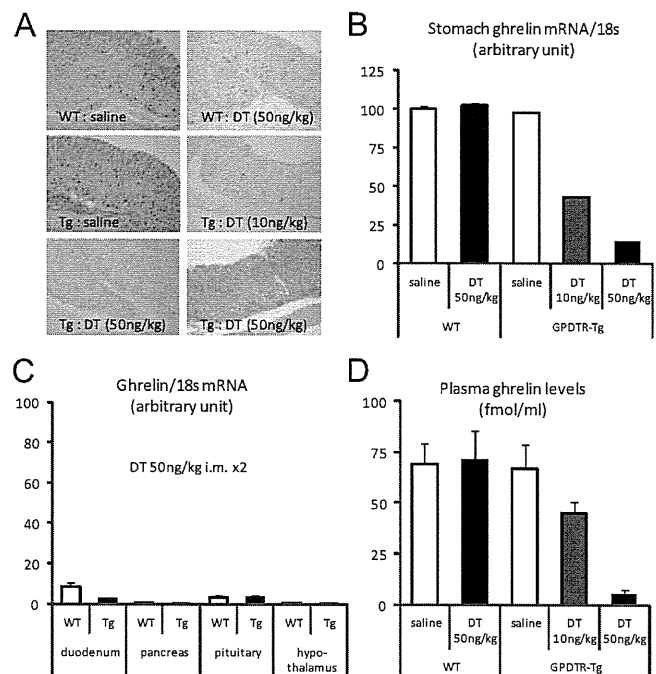 A
WT : saline
WT : DT (50ng/kg)
Tg : saline
Tg : DT (10ng/kg)
Tg : DT (50ng/kg)
Tg : DT (50ng/kg)
B
Stomach ghrelin mRNA/18s
(arbitrary unit)
125
100
75
50
25
0
saline
DT
50ng/kg
saline
DT
10ng/kg
DT
50ng/kg
WT
GPDTR-Tg
C
Ghrelin/18s mRNA
(arbitrary unit)
100
80
60
40
20
0
DT 50ng/kg i.m. x2
WT
Tg
WT
Tg
WT
Tg
WT
Tg
duodenum
pancreas
pituitary
hypo-
thalamus
D
Plasma ghrelin levels
(fmol/ml)
100
75
50
25
0
saline
DT
50ng/kg
saline
DT
10ng/kg
DT
50ng/kg
WT
GPDTR-Tg